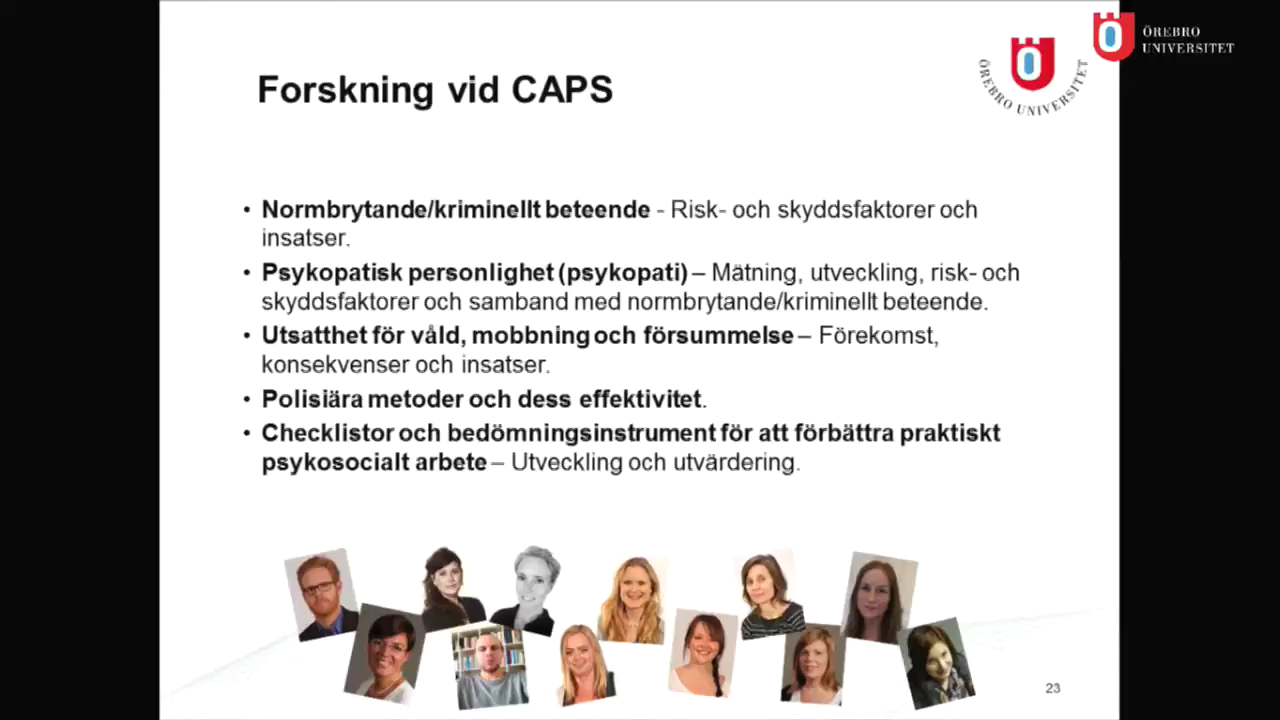 ÖREBRO
UNIVERSITET
ÖREBRO UNIVERSITET
Forskning vid CAPS
• Normbrytande/kriminellt beteende - Risk- och skyddsfaktorer och
insatser.
• Psykopatisk personlighet (psykopati) – Mätning, utveckling, risk- och
skyddsfaktorer och samband med normbrytande/kriminellt beteende.
• Utsatthet för våld, mobbning och försummelse – Förekomst,
konsekvenser och insatser.
• Polisiära metoder och dess effektivitet.
• Checklistor och bedömningsinstrument för att förbättra praktiskt
psykosocialt arbete – Utveckling och utvärdering.
23